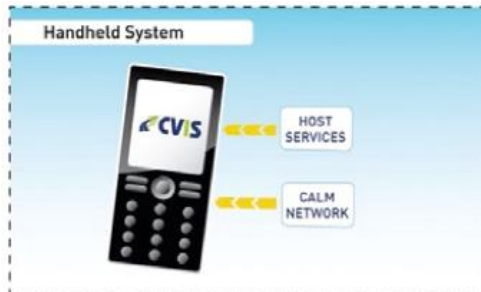 Handheld System
CVIS
HOST
SERVICES
CALM
NETWORK